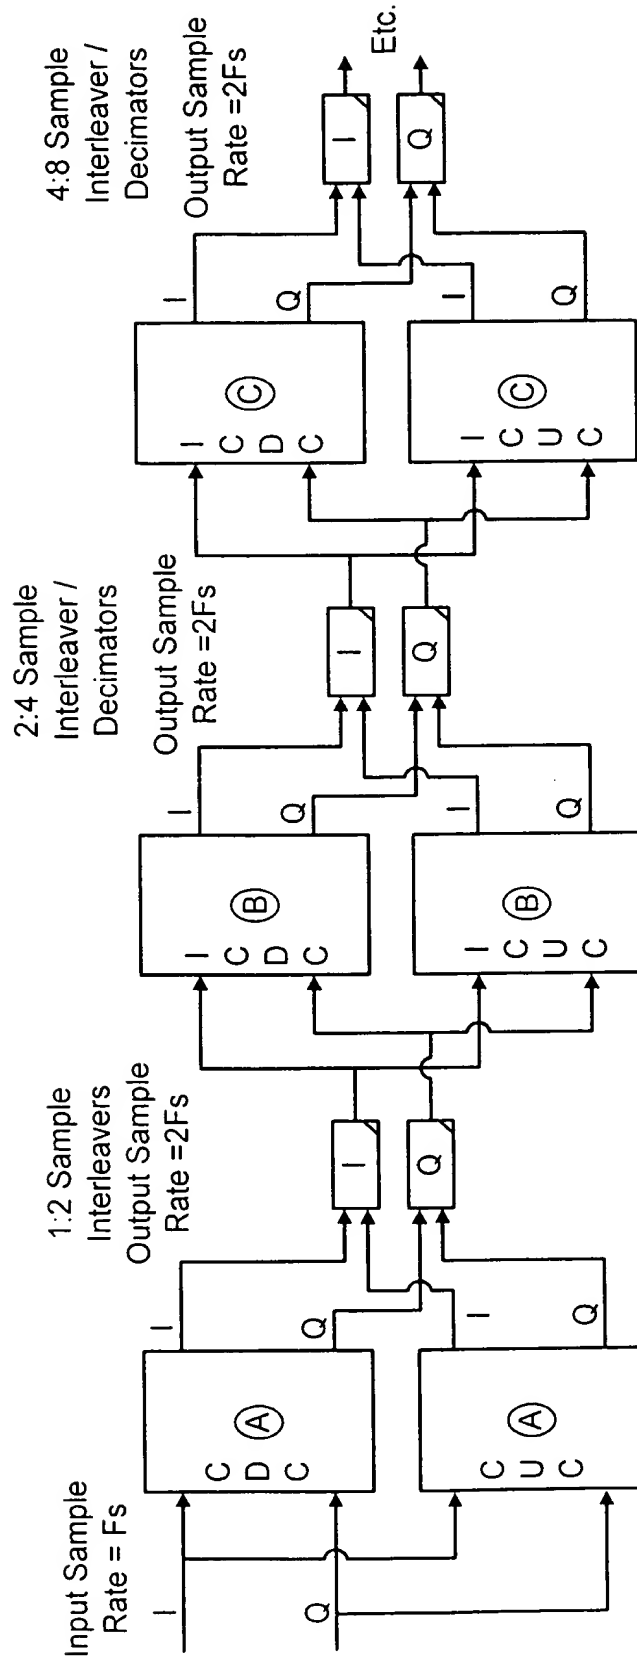 Input Sample
Rate = Fs
I
Q
C
D
C
A
C
U
C
A
I
Q
I
Q
1:2 Sample
Interleavers
Output Sample
Rate =2Fs
I
Q
I
C
D
C
B
I
C
U
C
B
I
Q
I
Q
2:4 Sample
Interleaver /
Decimators
Output Sample
Rate =2Fs
I
Q
I
C
D
C
C
I
C
U
C
C
I
Q
I
Q
4:8 Sample
Interleaver /
Decimators
Output Sample
Rate =2Fs
I
Q
Etc.